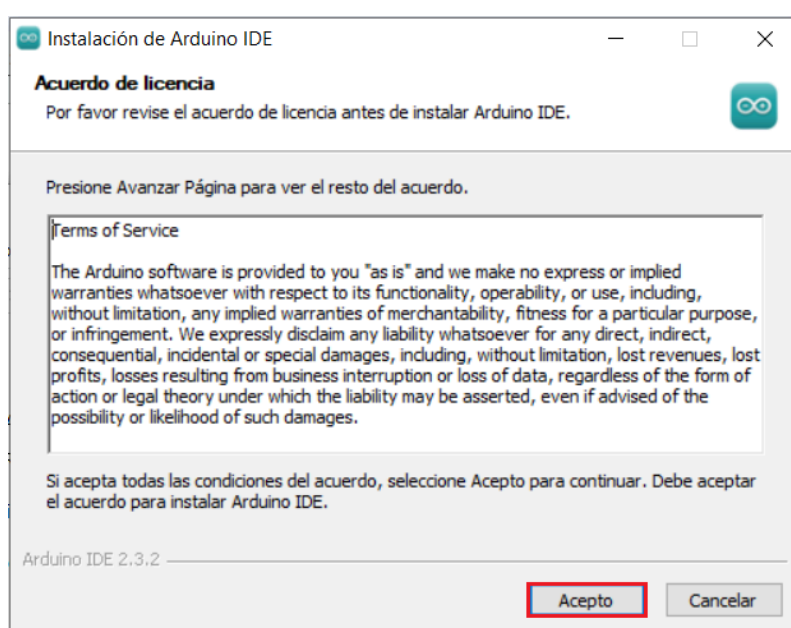 Instalación de Arduino IDE
Acuerdo de licencia
Por favor revise el acuerdo de licencia antes de instalar Arduino IDE.
Presione Avanzar Página para ver el resto del acuerdo.
Terms of Service
The Arduino software is provided to you "as is" and we make no express or implied
warranties whatsoever with respect to its functionality, operability, or use, including,
without limitation, any implied warranties of merchantability, fitness for a particular purpose,
or infringement. We expressly disclaim any liability whatsoever for any direct, indirect,
consequential, incidental or special damages, including, without limitation, lost revenues, lost
profits, losses resulting from business interruption or loss of data, regardless of the form of
action or legal theory under which the liability may be asserted, even if advised of the
possibility or likelihood of such damages.
Si acepta todas las condiciones del acuerdo, seleccione Acepto para continuar. Debe aceptar
el acuerdo para instalar Arduino IDE.
Arduino IDE 2.3.2
Acepto
Cancelar